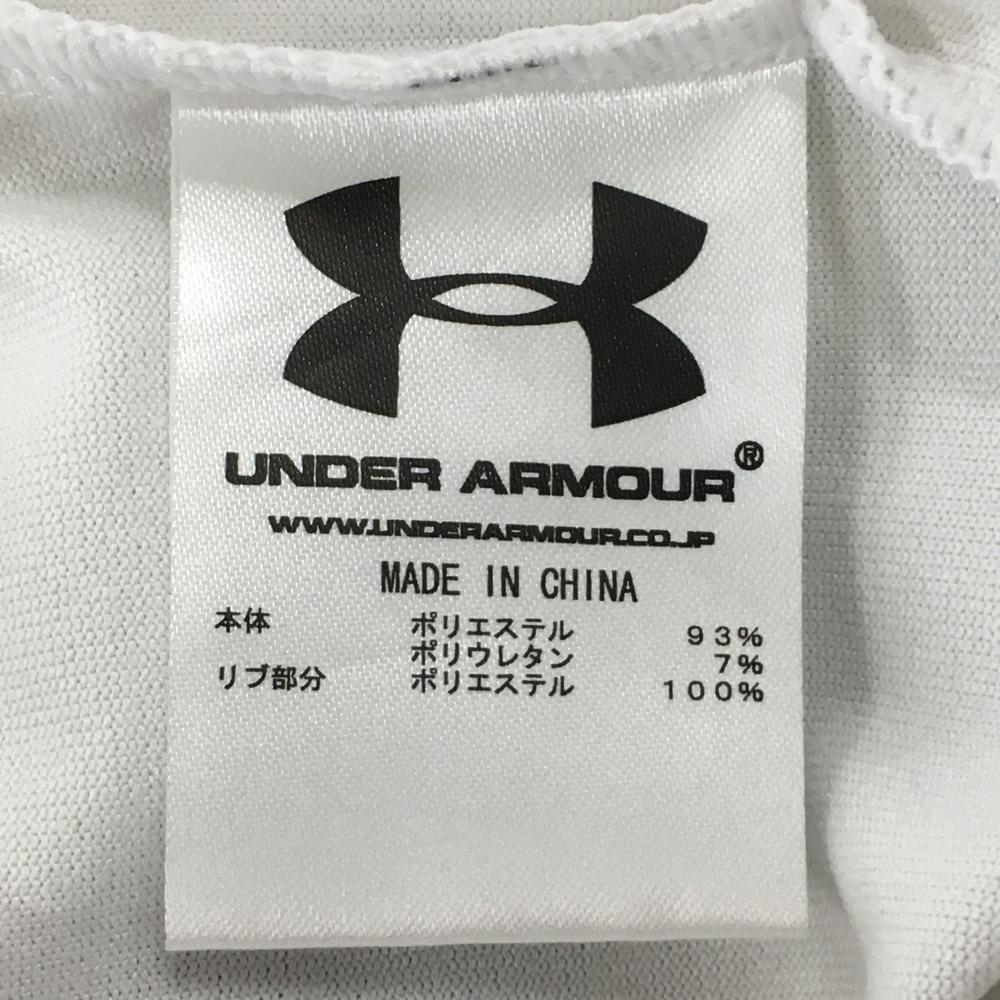 UNDER ARMOUR®
WWW.UNDERARMOUR.CO.JP
MADE IN CHINA
本体 ポリエステル 93%
ポリウレタン 7%
リブ部分 ポリエステル 100%